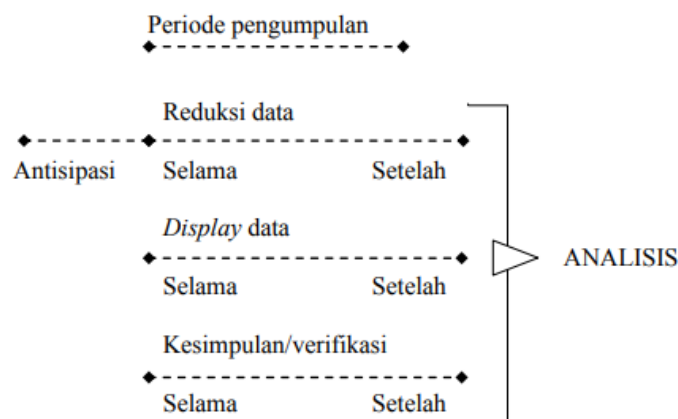 Periode pengumpulan
Reduksi data
Antisipasi Selama Setelah
Display data
Selama Setelah
ANALISIS
Kesimpulan/verifikasi
Selama Setelah